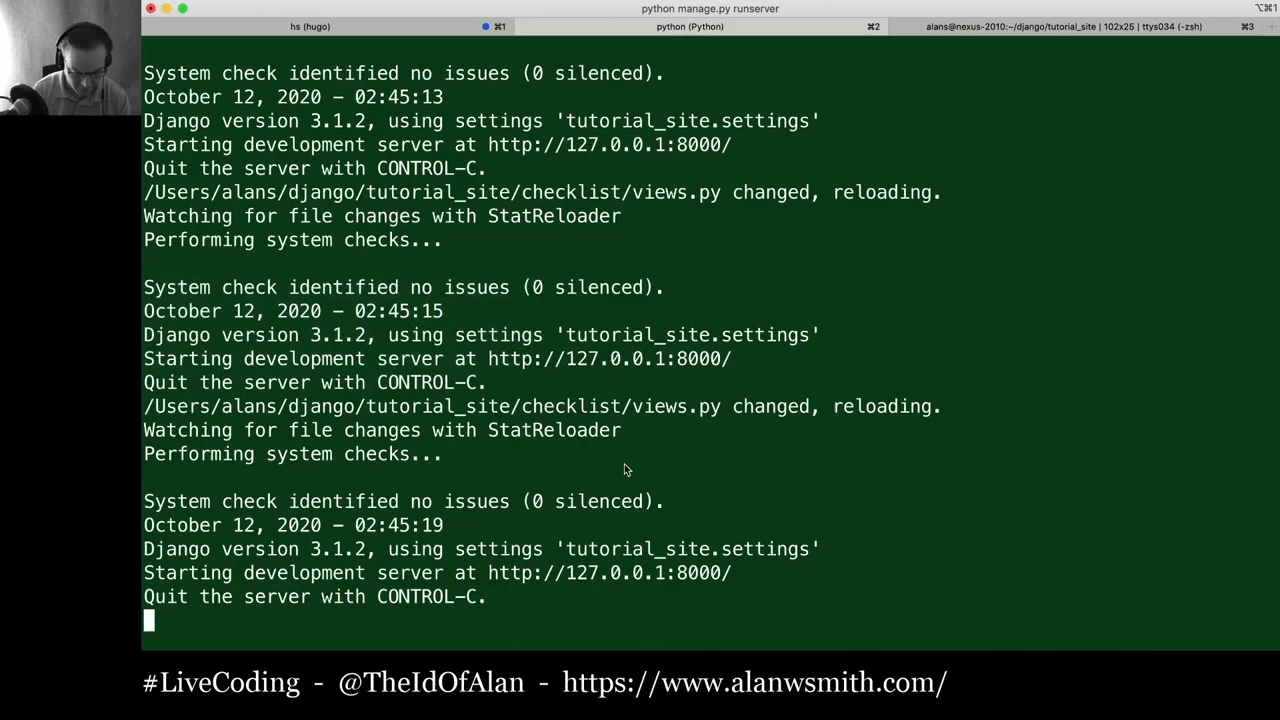 python manage.py runserver
⌥⌘1
hs (hugo)
⌘1
python (Python)
⌘2
alans@nexus-2010:~/django/tutorial_site | 102x25 | ttys034 (-zsh)
⌘3
+
System check identified no issues (0 silenced).
October 12, 2020 - 02:45:13
Django version 3.1.2, using settings 'tutorial_site.settings'
Starting development server at http://127.0.0.1:8000/
Quit the server with CONTROL-C.
/Users/alans/django/tutorial_site/checklist/views.py changed, reloading.
Watching for file changes with StatReloader
Performing system checks...
System check identified no issues (0 silenced).
October 12, 2020 - 02:45:15
Django version 3.1.2, using settings 'tutorial_site.settings'
Starting development server at http://127.0.0.1:8000/
Quit the server with CONTROL-C.
/Users/alans/django/tutorial_site/checklist/views.py changed, reloading.
Watching for file changes with StatReloader
Performing system checks...
System check identified no issues (0 silenced).
October 12, 2020 - 02:45:19
Django version 3.1.2, using settings 'tutorial_site.settings'
Starting development server at http://127.0.0.1:8000/
Quit the server with CONTROL-C.
#LiveCoding - @TheIdOfAlan - https://www.alanwsmith.com/